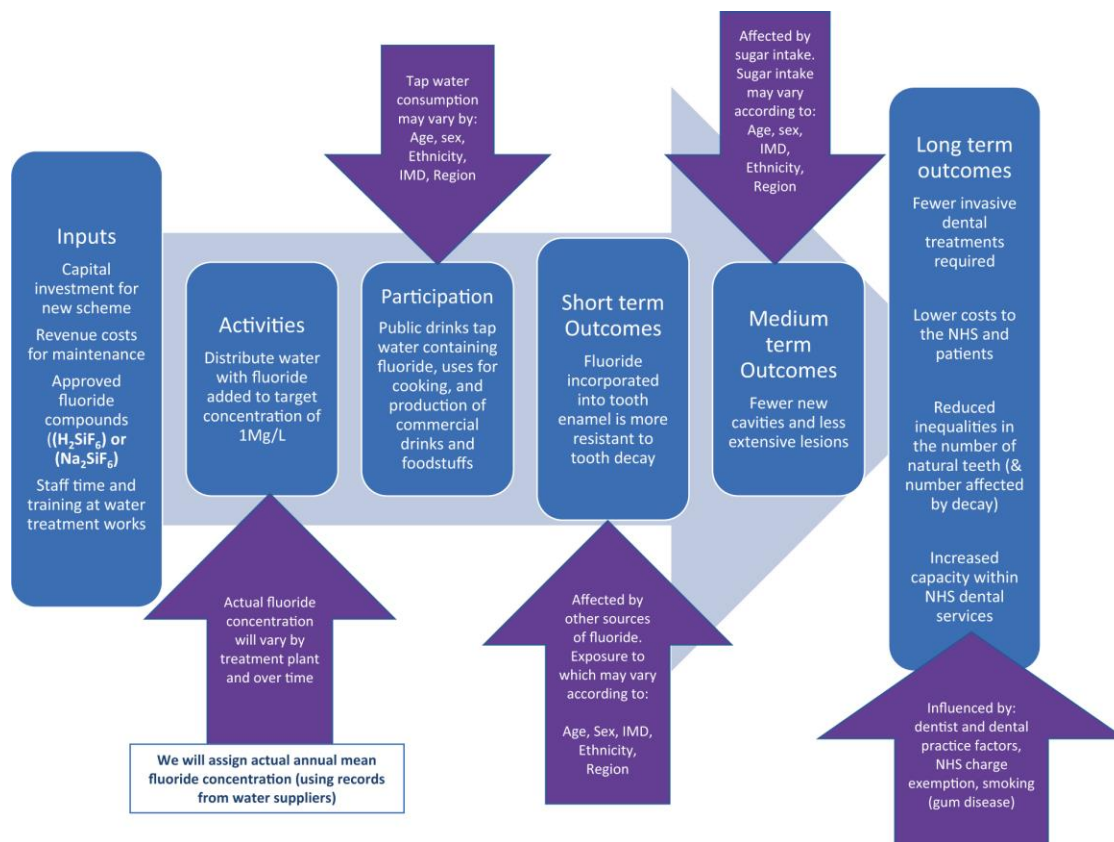 Tap water
consumption
may vary by:
Age, sex,
Ethnicity,
IMD, Region
Affected by
sugar intake.
Sugar intake
may vary
according to:
Age, sex,
IMD,
Ethnicity,
Region
Inputs
Capital
investment for
new scheme
Revenue costs
for maintenance
Approved
fluoride
compounds
((H₂SiF₆) or
(Na₂SiF₆)
Staff time and
training at water
treatment works
Activities
Distribute water
with fluoride
added to target
concentration of
1Mg/L
Participation
Public drinks tap
water containing
fluoride, uses for
cooking, and
production of
commercial
drinks and
foodstuffs
Short term
Outcomes
Fluoride
incorporated
into tooth
enamel is more
resistant to
tooth decay
Medium
term
Outcomes
Fewer new
cavities and less
extensive lesions
Long term
outcomes
Fewer invasive
dental
treatments
required
Lower costs to
the NHS and
patients
Reduced
inequalities in
the number of
natural teeth (&
number affected
by decay)
Increased
capacity within
NHS dental
services
Actual fluoride
concentration
will vary by
treatment plant
and over time
We will assign actual annual mean
fluoride concentration (using records
from water suppliers)
Affected by
other sources
of fluoride.
Exposure to
which may vary
according to:
Age, Sex, IMD,
Ethnicity,
Region
Influenced by:
dentist and dental
practice factors,
NHS charge
exemption, smoking
(gum disease)